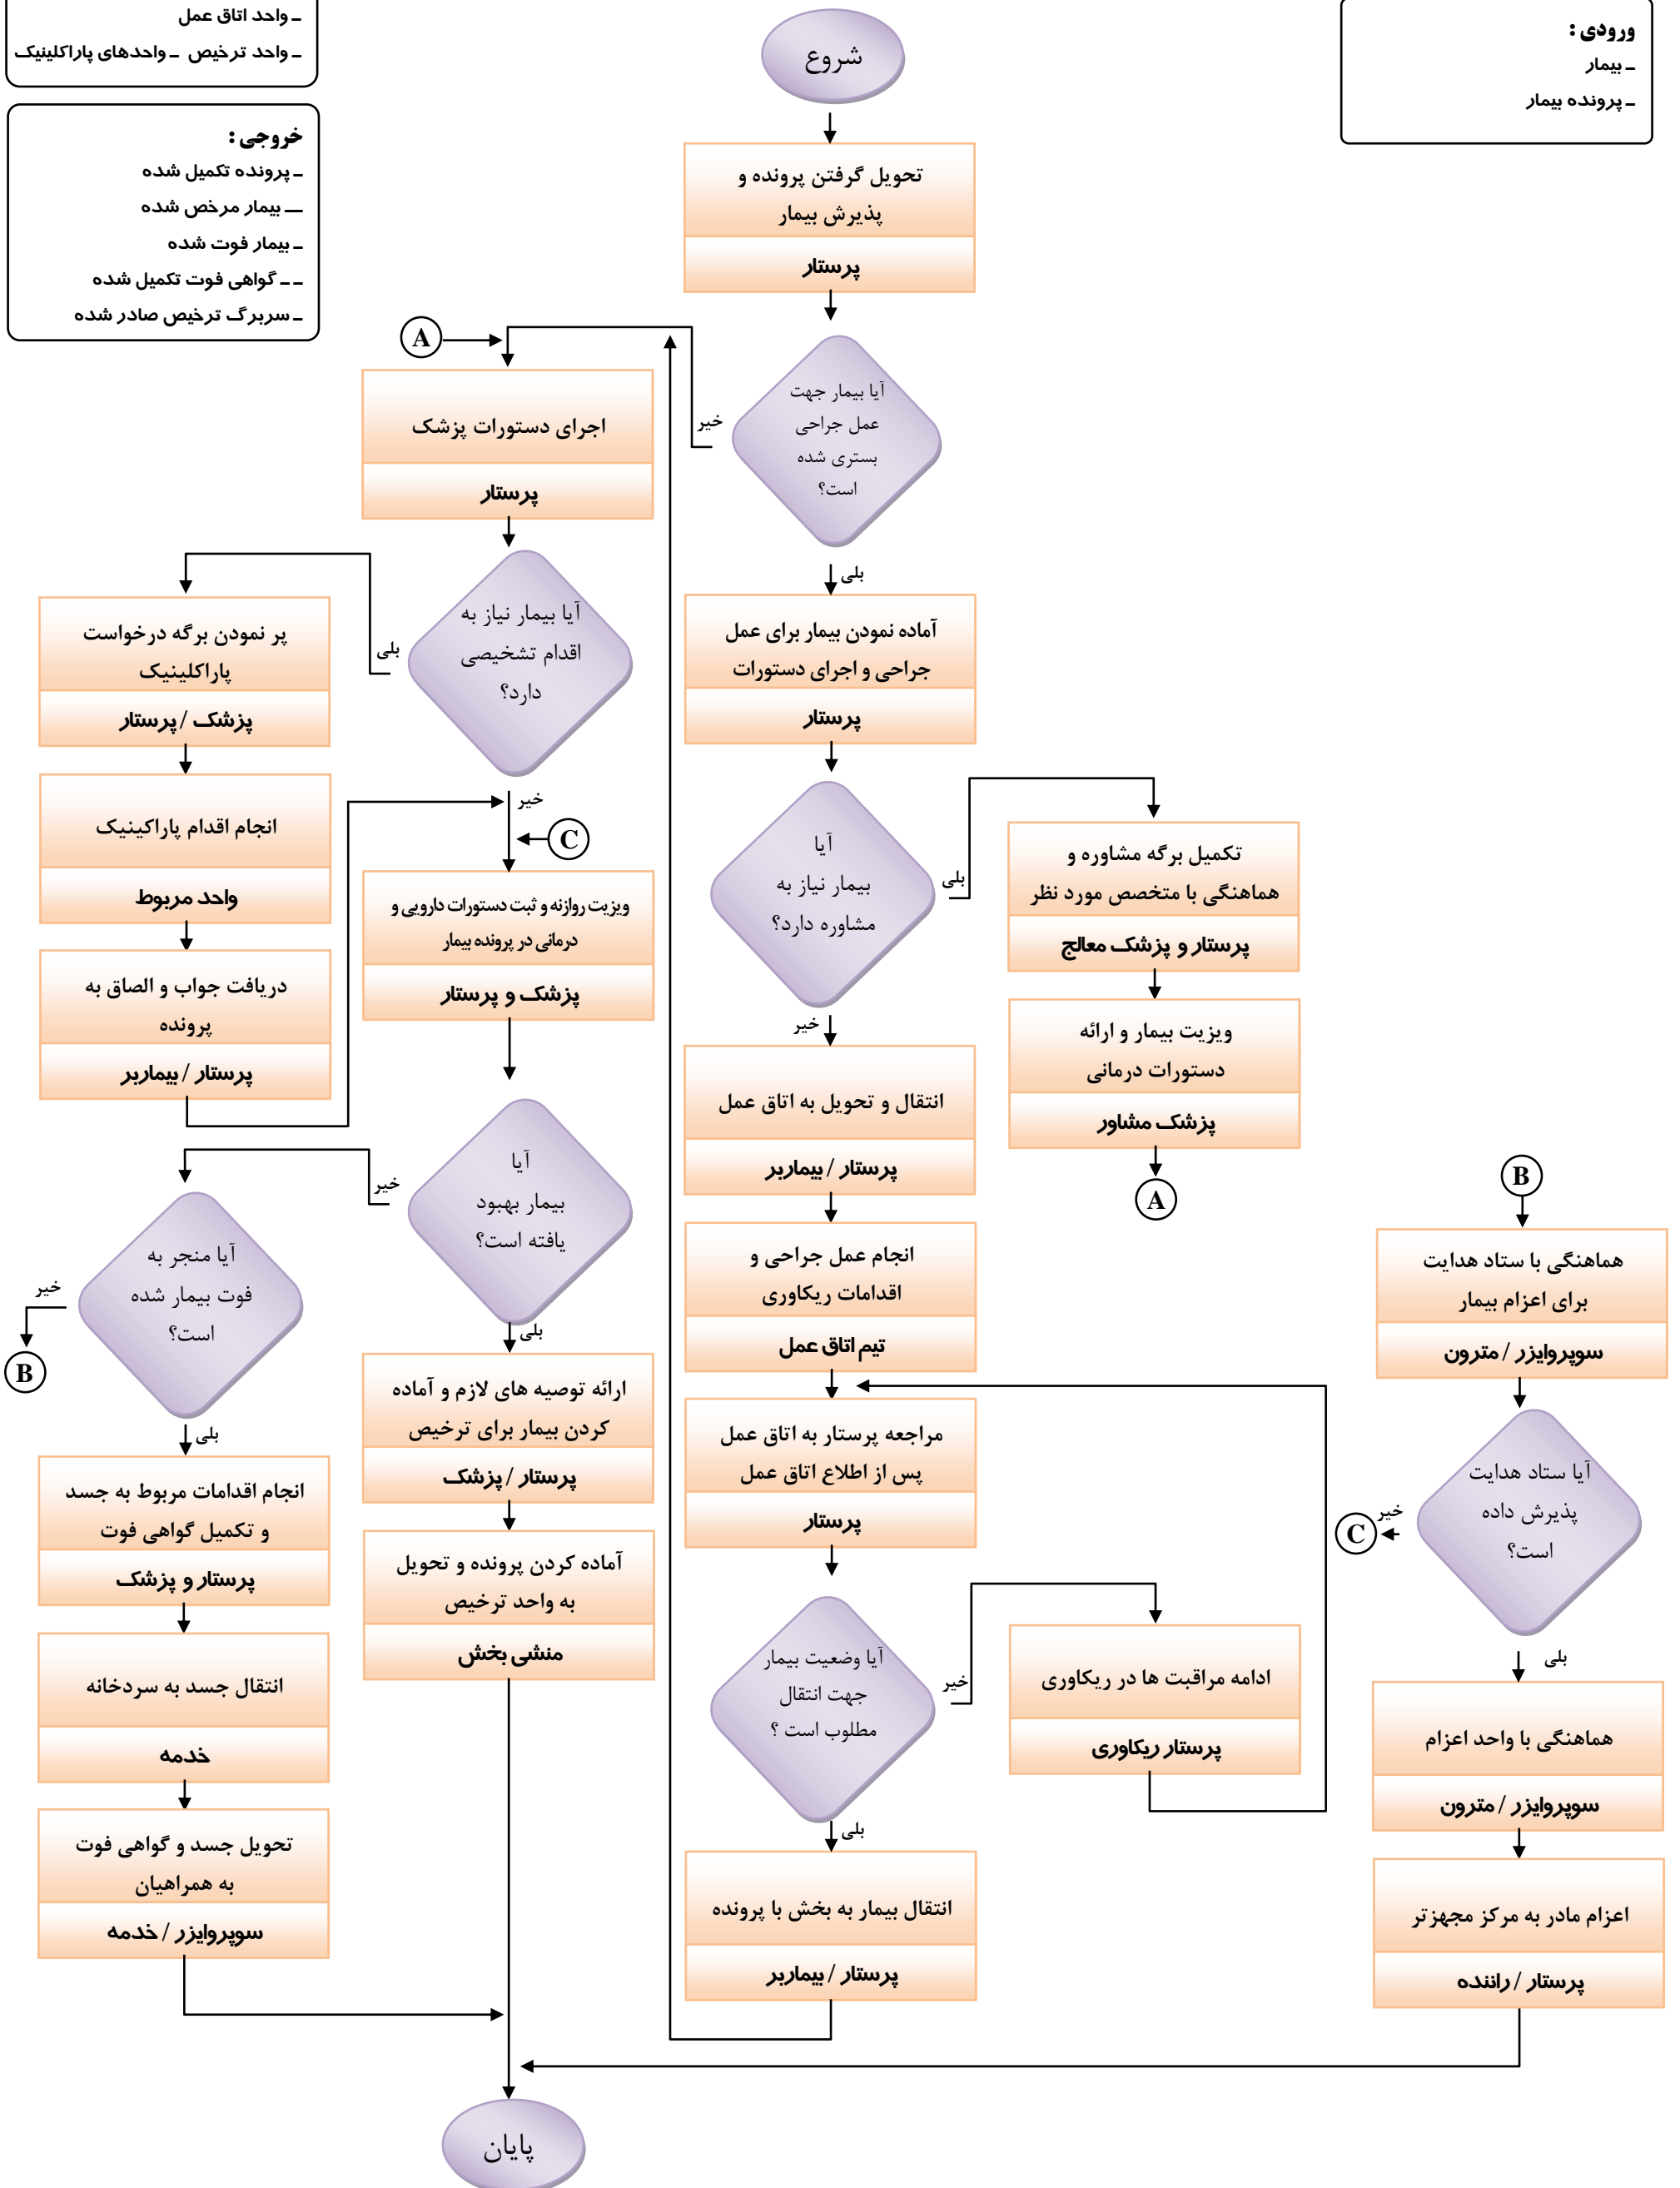 ورودی :
ـ بیمار
ـ پرونده بیمار
ـ واحد اتاق عمل
ـ واحد ترخیص ـ واحدهای پاراکلینیک
خروجی :
ـ پرونده تکمیل شده
ــ بیمار مرخص شده
ـ بیمار فوت شده
ـ ـ گواهی فوت تکمیل شده
ـ سربرگ ترخیص صادر شده
شروع
تحویل گرفتن پرونده و
پذیرش بیمار
پرستار
آیا بیمار جهت
عمل جراحی
بستری شده
است؟
خیر
بلی
آماده نمودن بیمار برای عمل
جراحی و اجرای دستورات
پرستار
آیا
بیمار نیاز به
مشاوره دارد؟
بلی
خیر
تکمیل برگه مشاوره و
هماهنگی با متخصص مورد نظر
پرستار و پزشک معالج
ویزیت بیمار و ارائه
دستورات درمانی
پزشک مشاور
A
انتقال و تحویل به اتاق عمل
پرستار / بیماربر
انجام عمل جراحی و
اقدامات ریکاوری
تیم اتاق عمل
مراجعه پرستار به اتاق عمل
پس از اطلاع اتاق عمل
پرستار
آیا وضعیت بیمار
جهت انتقال
مطلوب است ؟
خیر
بلی
ادامه مراقبت ها در ریکاوری
پرستار ریکاوری
انتقال بیمار به بخش با پرونده
پرستار / بیماربر
A
اجرای دستورات پزشک
پرستار
آیا بیمار نیاز به
اقدام تشخیصی
دارد؟
بلی
خیر
پر نمودن برگه درخواست
پاراکلینیک
پزشک / پرستار
انجام اقدام پاراکینیک
واحد مربوط
دریافت جواب و الصاق به
پرونده
پرستار / بیماربر
C
ویزیت روازنه و ثبت دستورات دارویی و
درمانی در پرونده بیمار
پزشک و پرستار
آیا
بیمار بهبود
یافته است؟
خیر
بلی
ارائه توصیه های لازم و آماده
کردن بیمار برای ترخیص
پرستار / پزشک
آماده کردن پرونده و تحویل
به واحد ترخیص
منشی بخش
آیا منجر به
فوت بیمار شده
است؟
خیر
B
بلی
انجام اقدامات مربوط به جسد
و تکمیل گواهی فوت
پرستار و پزشک
انتقال جسد به سردخانه
خدمه
تحویل جسد و گواهی فوت
به همراهیان
سوپروایزر / خدمه
B
هماهنگی با ستاد هدایت
برای اعزام بیمار
سوپروایزر / مترون
آیا ستاد هدایت
پذیرش داده
است؟
خیر
C
بلی
هماهنگی با واحد اعزام
سوپروایزر / مترون
اعزام مادر به مرکز مجهزتر
پرستار / راننده
پایان